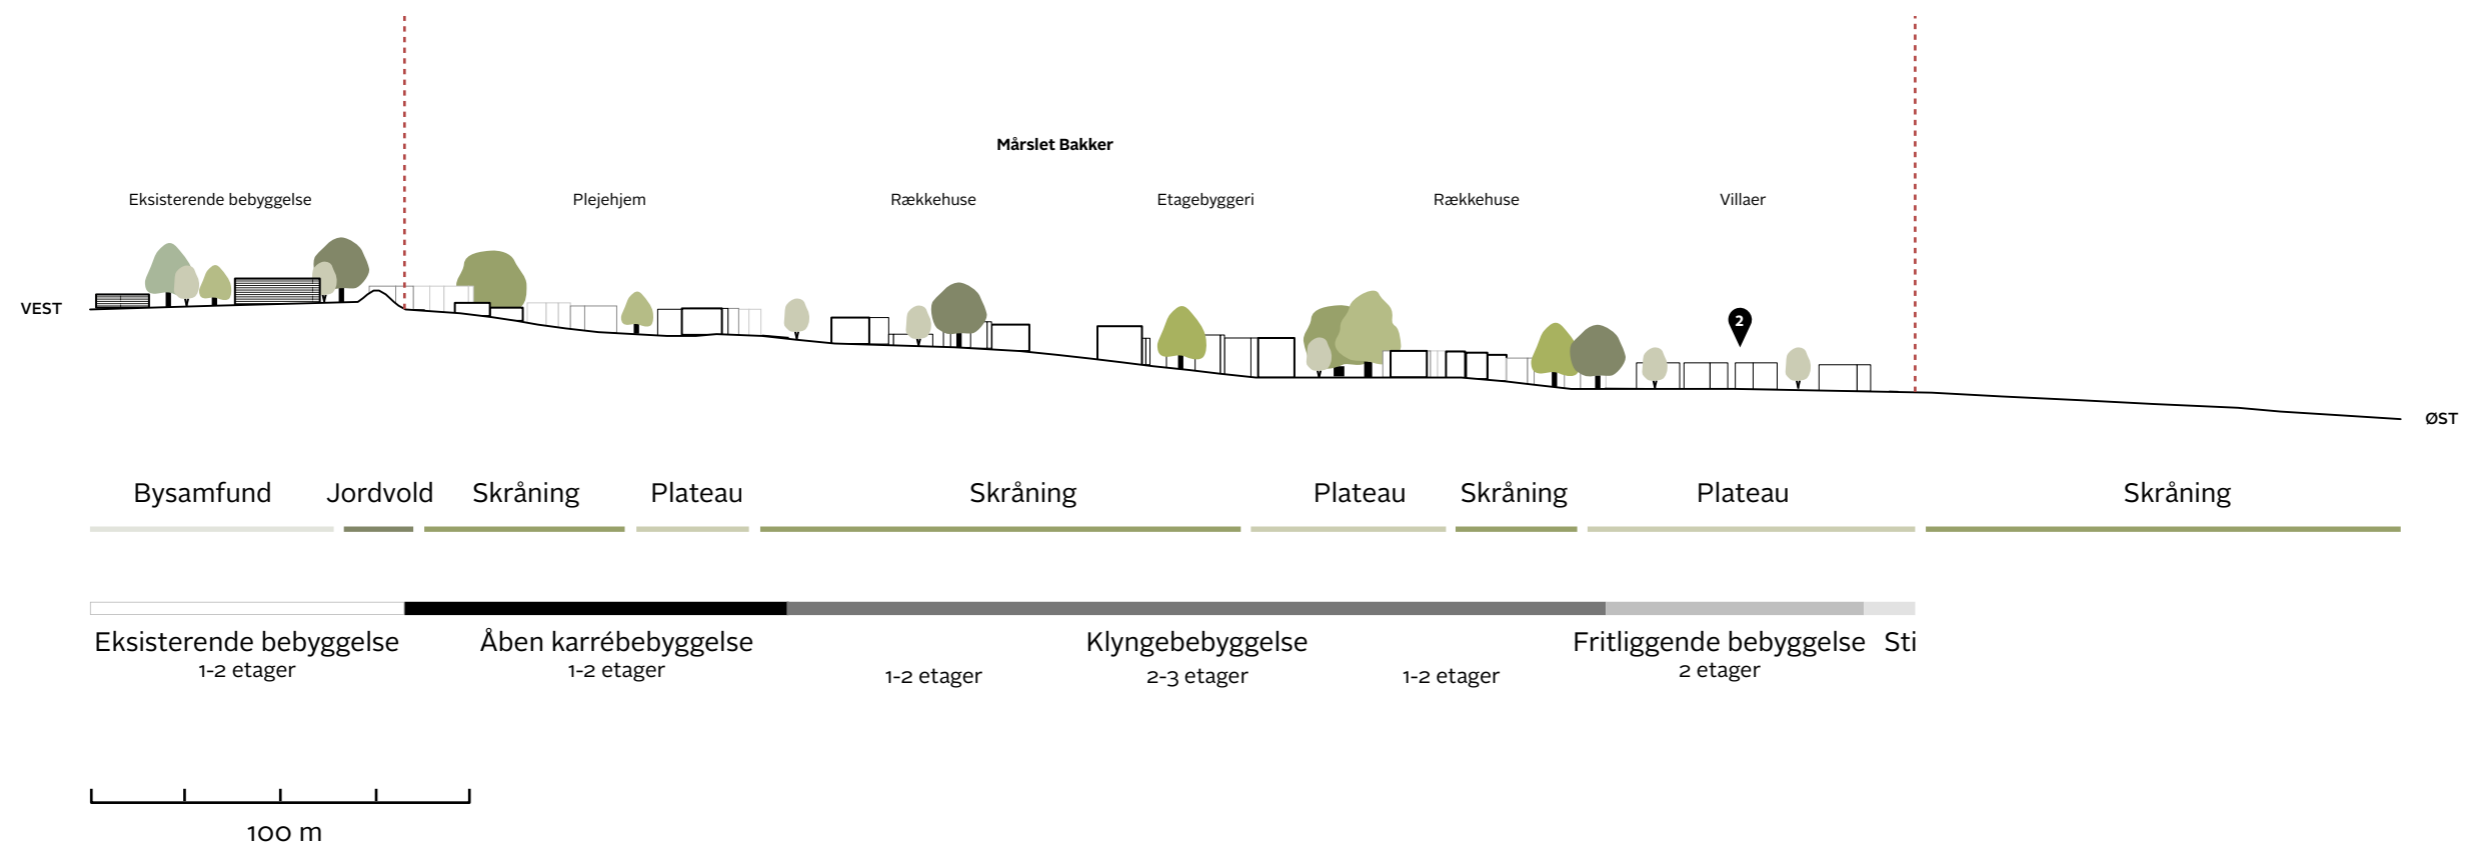 Mårslet Bakker
Eksisterende bebyggelse
Plejehjem
Rækkehuse
Etagebyggeri
Rækkehuse
Villaer
VEST
2
ØST
Bysamfund
Jordvold
Skråning
Plateau
Skråning
Plateau
Skråning
Plateau
Skråning
Eksisterende bebyggelse
1-2 etager
Åben karrébebyggelse
1-2 etager
Klyngebebyggelse
1-2 etager
2-3 etager
1-2 etager
Fritliggende bebyggelse
2 etager
Sti
100 m